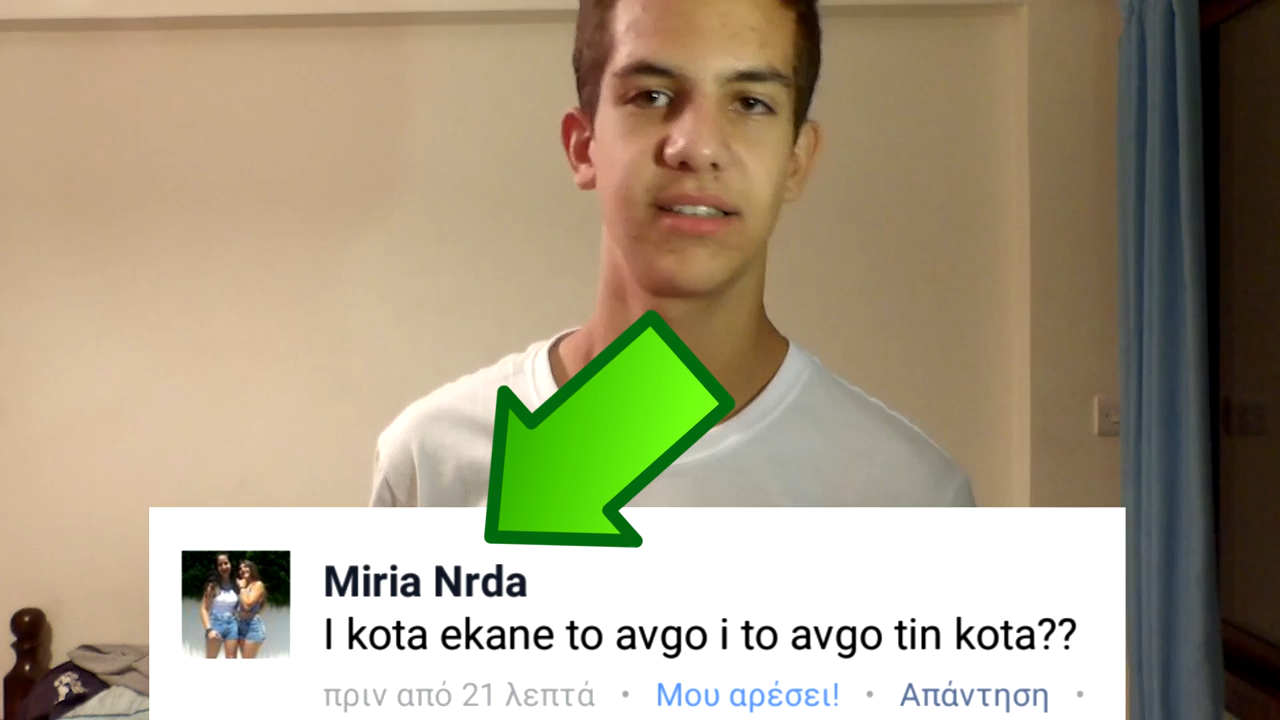 Miria Nrda
I kota ekane to avgo i to avgo tin kota??
πριν από 21 λεπτά • Μου αρέσει! • Απάντηση •